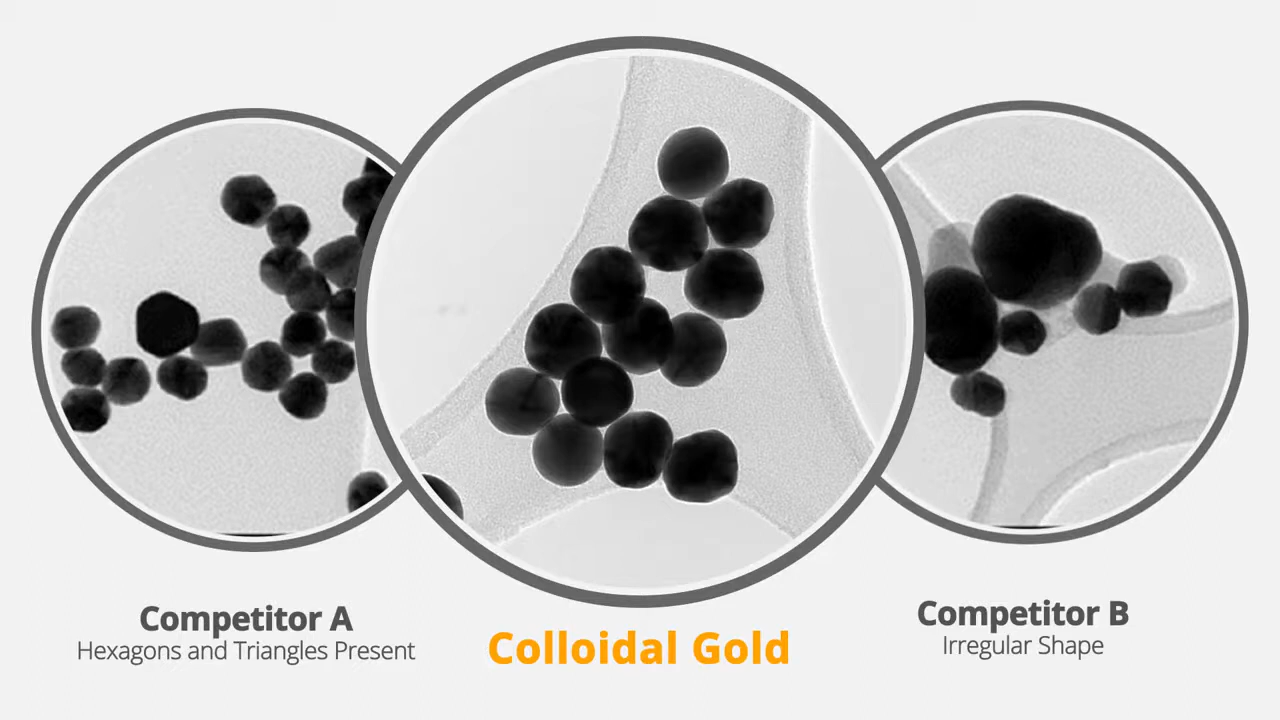 Competitor A
Hexagons and Triangles Present
Colloidal Gold
Competitor B
Irregular Shape